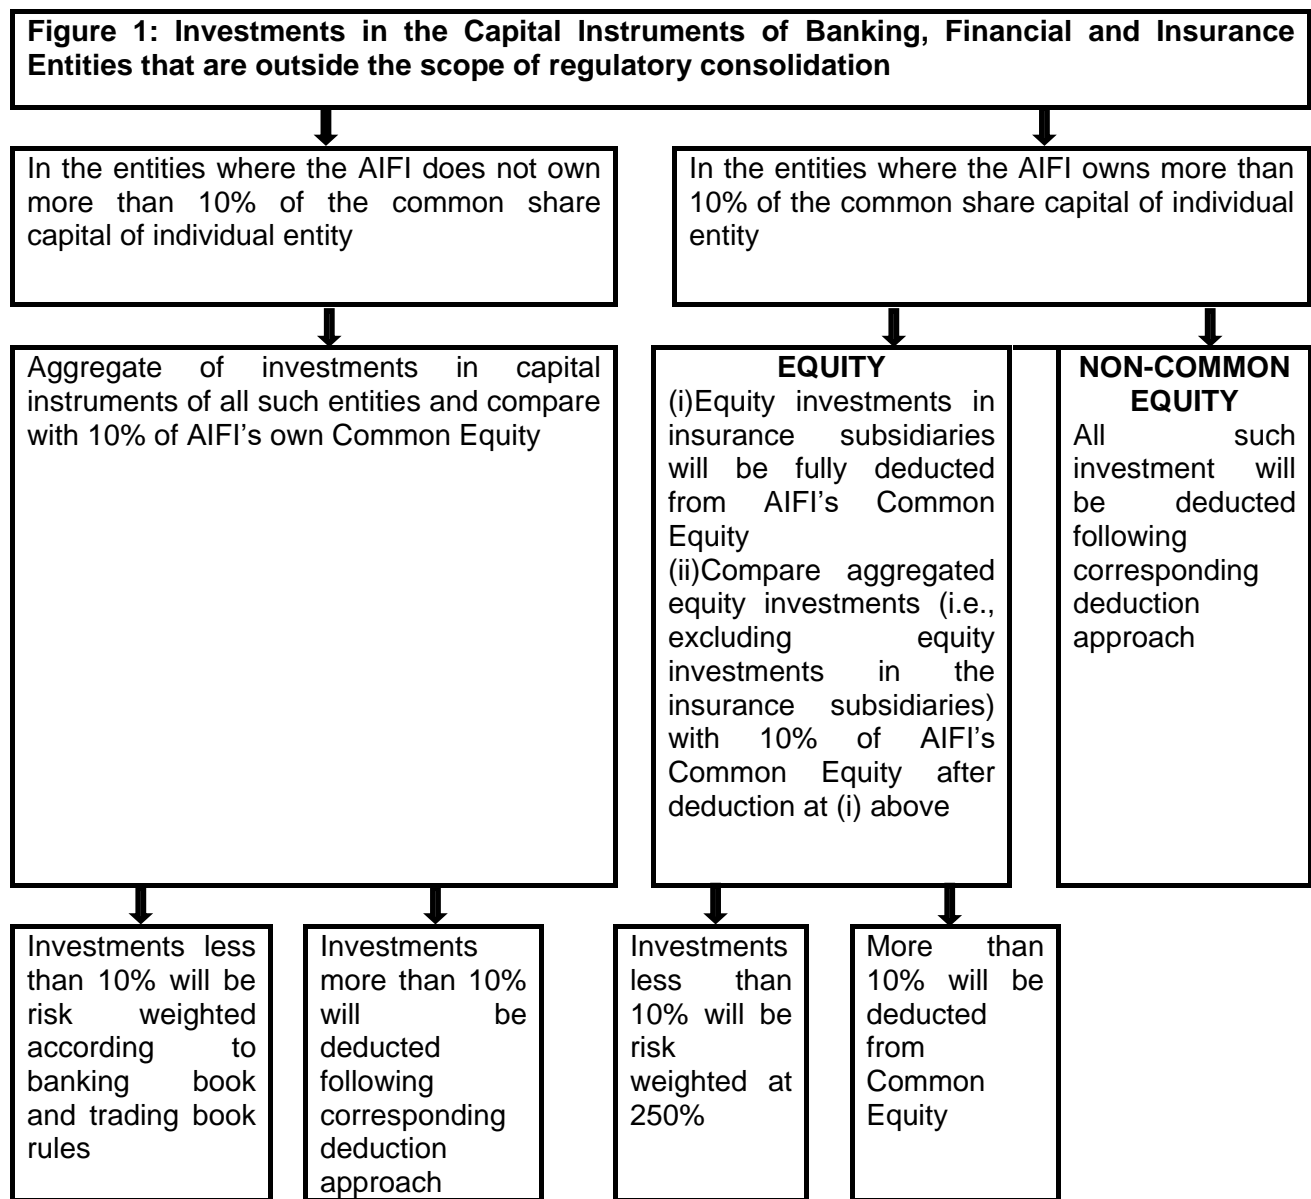 Figure 1: Investments in the Capital Instruments of Banking, Financial and Insurance
Entities that are outside the scope of regulatory consolidation
In the entities where the AIFI does not own
more than 10% of the common share
capital of individual entity
In the entities where the AIFI owns more than
10% of the common share capital of individual
entity
Aggregate of investments in capital
instruments of all such entities and compare
with 10% of AIFI's own Common Equity
EQUITY
(i)Equity investments in
insurance subsidiaries
will be fully deducted
from AIFI's Common
Equity
(ii)Compare aggregated
equity investments (i.e.,
excluding equity
investments in the
insurance subsidiaries)
with 10% of AIFI's
Common Equity after
deduction at (i) above
NON-COMMON
EQUITY
All such
investment will
be deducted
following
corresponding
deduction
approach
Investments less
than 10% will be
risk weighted
according to
banking book
and trading book
rules
Investments
more than 10%
will be
deducted
following
corresponding
deduction
approach
Investments
less than
10% will be
risk
weighted at
250%
More than
10% will be
deducted
from
Common
Equity